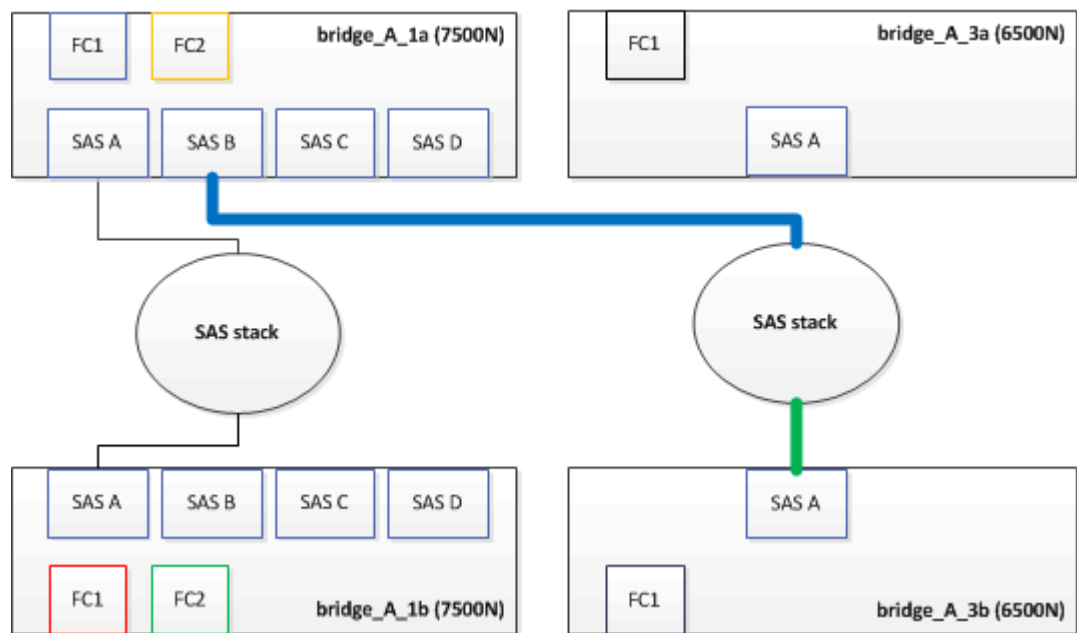 bridge_A_1a (7500N)
FC1
FC2
SAS A
SAS B
SAS C
SAS D
bridge_A_3a (6500N)
FC1
SAS A
SAS stack
SAS stack
SAS A
SAS B
SAS C
SAS D
FC1
FC2
bridge_A_1b (7500N)
SAS A
FC1
bridge_A_3b (6500N)